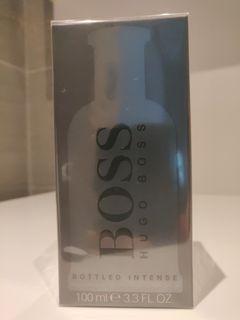 BOSS
HUGO BOSS
BOTTLED INTENSE
100 ml ℮ 3.3 FL OZ